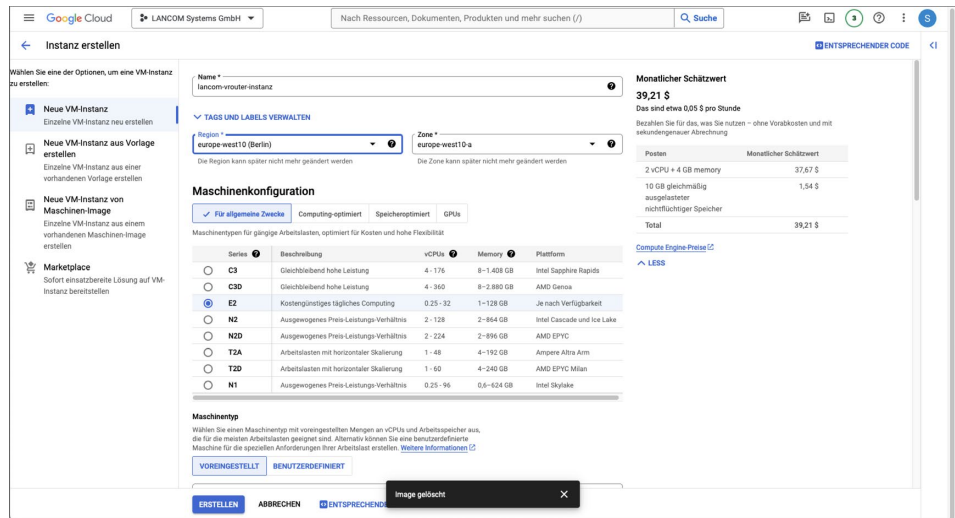 Google Cloud
LANCOM Systems GmbH
Nach Ressourcen, Dokumenten, Produkten und mehr suchen (/)
Suche
3
S
Instanz erstellen
ENTSPRECHENDER CODE
Wählen Sie eine der Optionen, um eine VM-Instanz
zu erstellen:
Neue VM-Instanz
Einzelne VM-Instanz neu erstellen
Neue VM-Instanz aus Vorlage
erstellen
Einzelne VM-Instanz aus einer
vorhandenen Vorlage erstellen
Neue VM-Instanz von
Maschinen-Image
Einzelne VM-Instanz aus einem
vorhandenen Maschinen-Image
erstellen
Marketplace
Sofort einsatzbereite Lösung auf VM-
Instanz bereitstellen
Name *
lancom-vrouter-instanz
TAGS UND LABELS VERWALTEN
Region *
europe-west10 (Berlin)
Die Region kann später nicht mehr geändert werden
Zone *
europe-west10-a
Die Zone kann später nicht mehr geändert werden
Maschinenkonfiguration
Für allgemeine Zwecke Computing-optimiert Speicheroptimiert GPUs
Maschinentypen für gängige Arbeitslasten, optimiert für Kosten und hohe Flexibilität
Series Beschreibung vCPUs Memory Plattform
C3 Gleichbleibend hohe Leistung 4 - 176 8–1.408 GB Intel Sapphire Rapids
C3D Gleichbleibend hohe Leistung 4 - 360 8–2.880 GB AMD Genoa
E2 Kostengünstiges tägliches Computing 0.25 - 32 1–128 GB Je nach Verfügbarkeit
N2 Ausgewogenes Preis-Leistungs-Verhältnis 2 - 128 2–864 GB Intel Cascade und Ice Lake
N2D Ausgewogenes Preis-Leistungs-Verhältnis 2 - 224 2–896 GB AMD EPYC
T2A Arbeitslasten mit horizontaler Skalierung 1 - 48 4–192 GB Ampere Altra Arm
T2D Arbeitslasten mit horizontaler Skalierung 1 - 60 4–240 GB AMD EPYC Milan
N1 Ausgewogenes Preis-Leistungs-Verhältnis 0.25 - 96 0,6–624 GB Intel Skylake
Maschinentyp
Wählen Sie einen Maschinentyp mit voreingestellten Mengen an vCPUs und Arbeitsspeicher aus,
die für die meisten Arbeitslasten geeignet sind. Alternativ können Sie eine benutzerdefinierte
Maschine für die speziellen Anforderungen Ihrer Arbeitslast erstellen. Weitere Informationen
VOREINGESTELLT BENUTZERDEFINIERT
ERSTELLEN ABBRECHEN ENTSPRECHENDE
Image gelöscht
Monatlicher Schätzwert
39,21 $
Das sind etwa 0,05 $ pro Stunde
Bezahlen Sie für das, was Sie nutzen – ohne Vorabkosten und mit
sekundengenauer Abrechnung
Posten Monatlicher Schätzwert
2 vCPU + 4 GB memory 37,67 $
10 GB gleichmäßig 1,54 $
ausgelasteter
nichtflüchtiger Speicher
Total 39,21 $
Compute Engine-Preise
LESS